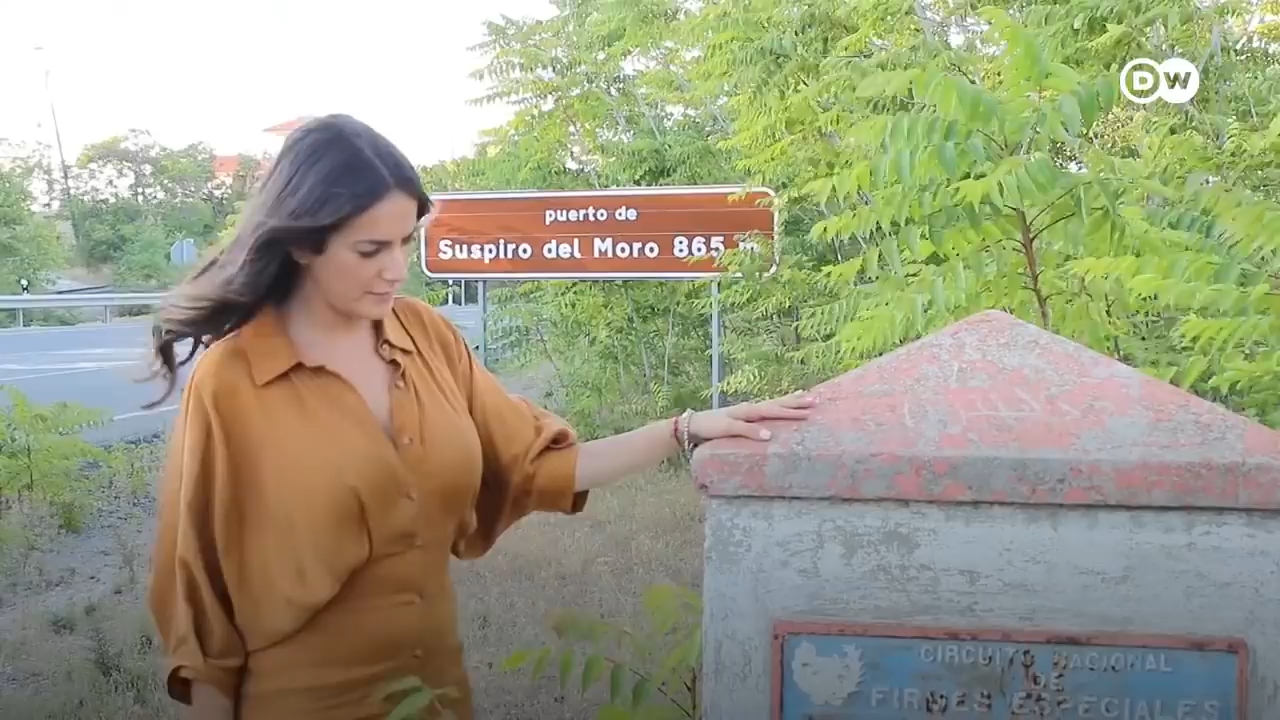 DW
puerto de
Suspiro del Moro 865 m
CIRCUITO NACIONAL
DE
FIRMES ESPECIALES